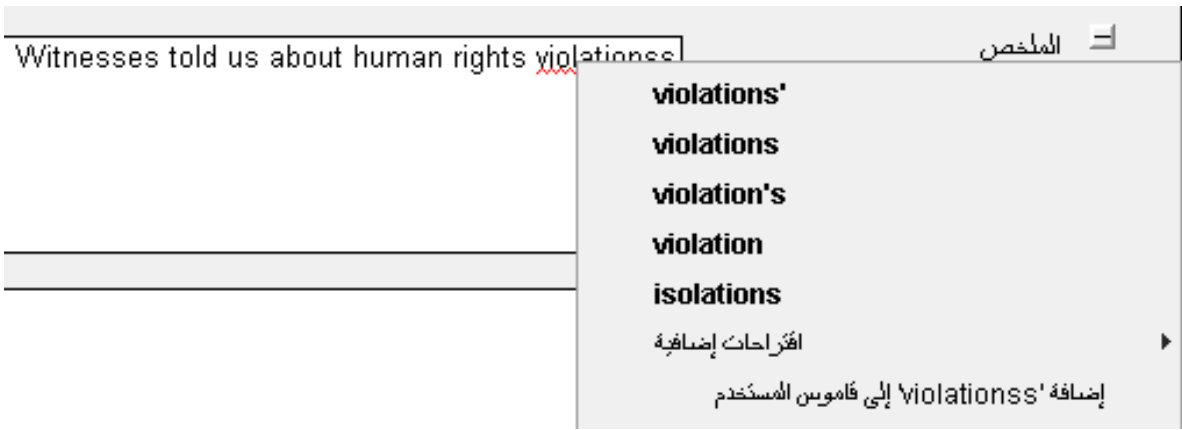 الملخص
Witnesses told us about human rights violationss
violations'
violations
violation's
violation
isolations
اقتراحات إضافية
إضافة 'violationss' إلى قاموس المستخدم